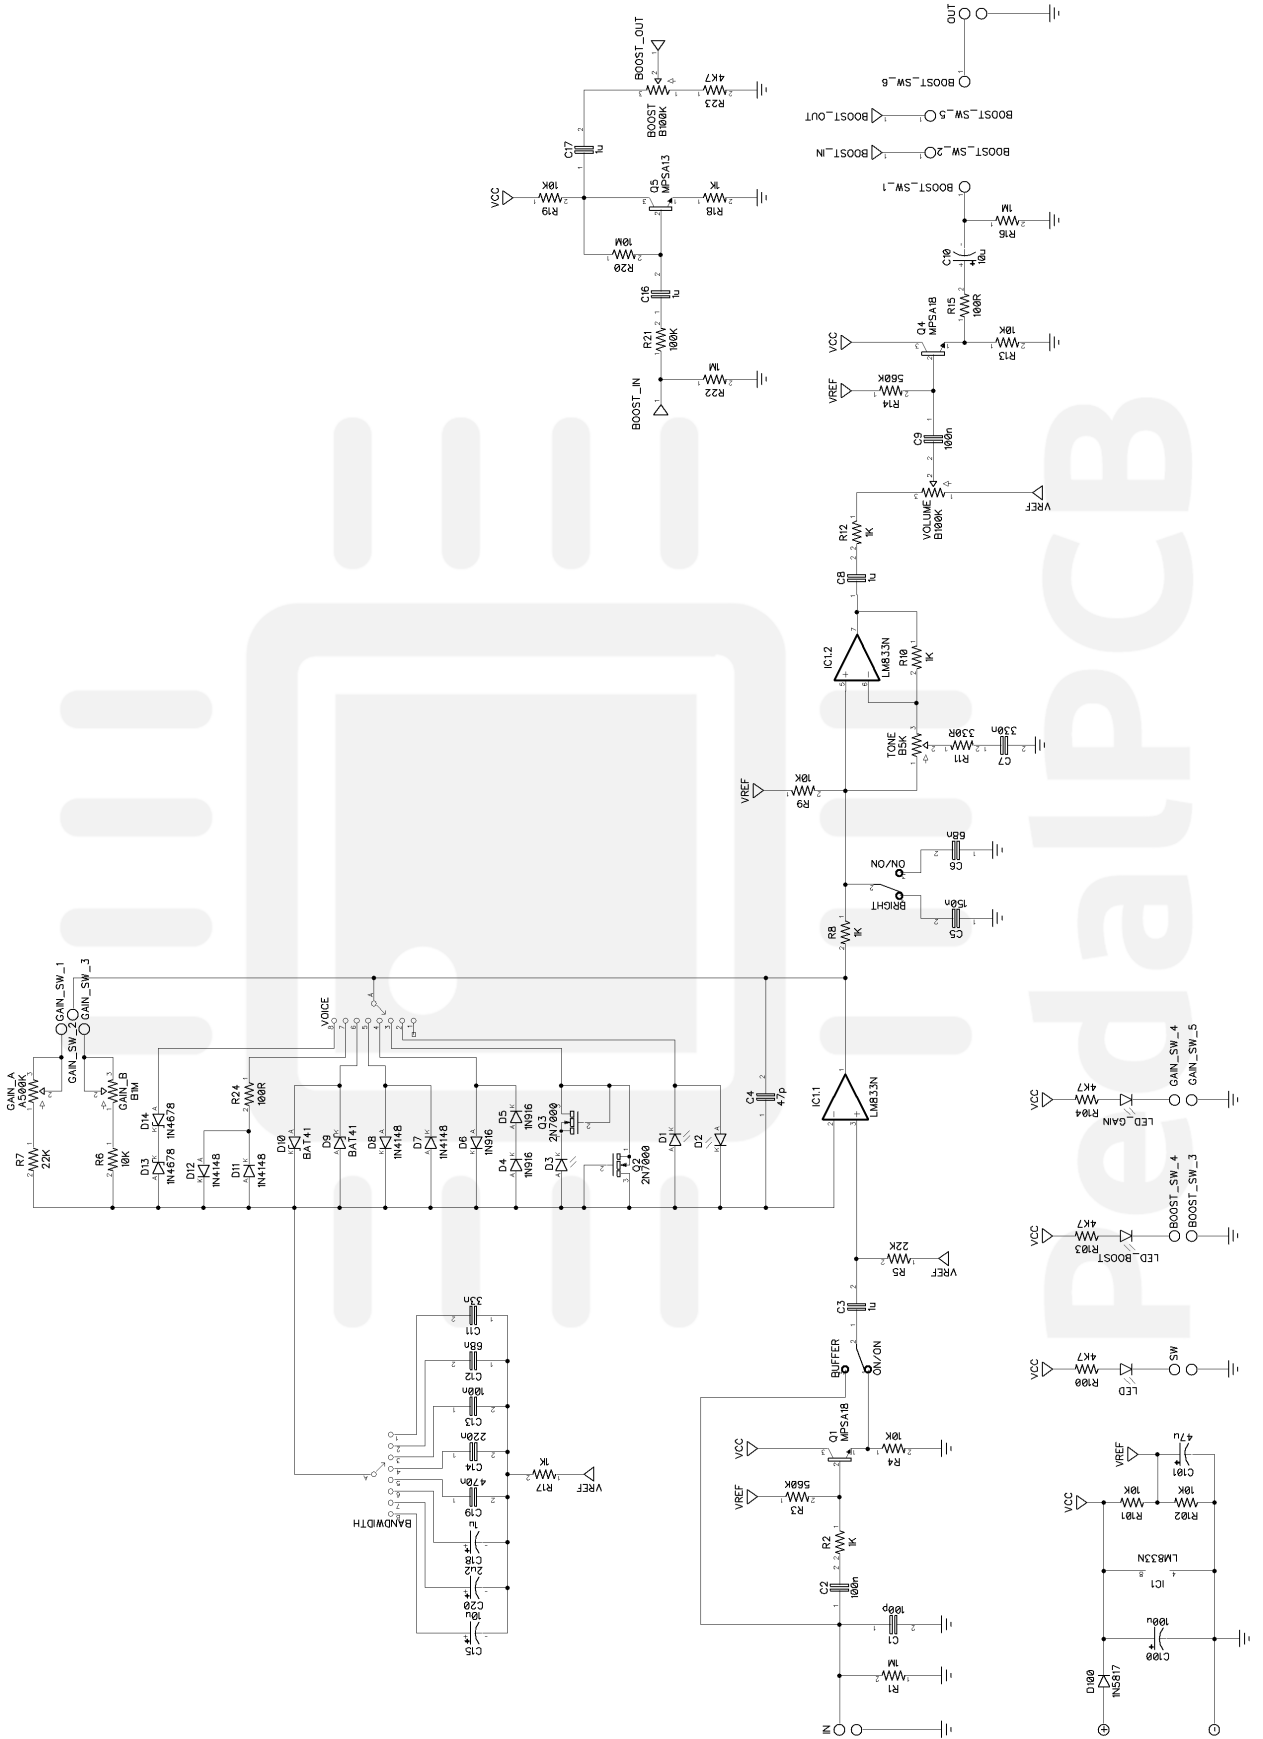 GAIN_SW_1
GAIN_SW_2
GAIN_SW_3
GAIN_A
A500K
GAIN_B
B1M
R7
22K
R6
10K
D14
1N4678
D13
1N4678
D12
1N4148
R24
100R
D11
1N4148
D10
BAT41
D9
BAT41
D8
1N4148
D7
1N4148
D6
1N916
D5
1N916
D4
1N916
Q3
2N7000
D3
Q2
2N7000
D1
D2
C4
47p
VOICE
IC1.1
LM833N
R8
1K
BRIGHT
ON/ON
C5
150n
C6
68n
VREF
R9
10K
TONE
B5K
R11
330R
C7
330n
R10
1K
IC1.2
LM833N
C8
1u
R12
1K
VOLUME
B100K
VREF
C9
100n
VREF
R14
560K
VCC
Q4
MPSA18
R13
10K
R15
100R
C10
10u
R16
1M
BOOST_SW_1
BOOST_IN
BOOST_SW_2
BOOST_OUT
BOOST_SW_5
BOOST_SW_6
OUT
BOOST_IN
R22
1M
R21
100K
C16
1u
R20
10M
VCC
R19
10K
Q5
MPSA13
R18
1K
C17
1u
BOOST
B100K
BOOST_OUT
R23
4K7
BANDWIDTH
C11
33n
C12
68n
C13
100n
C14
220n
C19
470n
C18
1u
C20
2u2
C15
10u
R17
1K
VREF
IN
R1
1M
C1
100p
C2
100n
R2
1K
VREF
R3
560K
VCC
Q1
MPSA18
R4
10K
BUFFER
ON/ON
C3
1u
R5
22K
VREF
D100
1N5817
C100
100u
IC1
LM833N
VCC
R101
10K
R102
10K
VREF
C101
47u
VCC
R100
4K7
LED
SW
VCC
R103
4K7
LED_BOOST
BOOST_SW_4
BOOST_SW_3
VCC
R104
4K7
LED_GAIN
GAIN_SW_4
GAIN_SW_5
PedalPCB